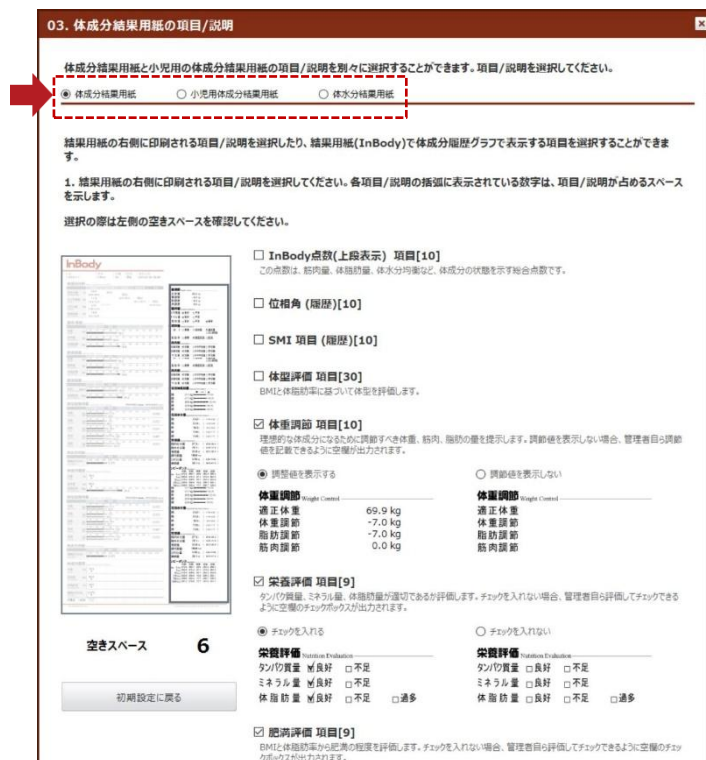 03. 体成分結果用紙の項目/説明
体成分結果用紙と小児用の体成分結果用紙の項目/説明を別々に選択することができます。項目/説明を選択してください。
体成分結果用紙 小児用体成分結果用紙 体水分結果用紙
結果用紙の右側に印刷される項目/説明を選択したり、結果用紙(InBody)で体成分履歴グラフで表示する項目を選択することができま
す。
1. 結果用紙の右側に印刷される項目/説明を選択してください。各項目/説明の括弧に表示されている数字は、項目/説明が占めるスペース
を示します。
選択の際は左側の空きスペースを確認してください。
InBody
空きスペース 6
初期設定に戻る
InBody点数(上段表示) 項目[10]
この点数は、筋肉量、体脂肪量、体水分均衡など、体成分の状態を示す総合点数です。
位相角 (履歴)[10]
SMI 項目 (履歴)[10]
体型評価 項目[30]
BMIと体脂肪率に基づいて体型を評価します。
体重調節 項目[10]
理想的な体成分になるために調節すべき体重、筋肉、脂肪の量を提示します。調節値を表示しない場合、管理者自ら調節
値を記載できるように空欄が出力されます。
調整値を表示する 調節値を表示しない
体重調節 Weight Control 体重調節 Weight Control
適正体重 69.9 kg 適正体重
体重調節 -7.0 kg 体重調節
脂肪調節 -7.0 kg 脂肪調節
筋肉調節 0.0 kg 筋肉調節
栄養評価 項目[9]
タンパク質量、ミネラル量、体脂肪量が適切であるか評価します。チェックを入れない場合、管理者自ら評価してチェックできる
ように空欄のチェックボックスが出力されます。
チェックを入れる チェックを入れない
栄養評価 Nutrition Evaluation 栄養評価 Nutrition Evaluation
タンパク質量 良好 不足 タンパク質量 良好 不足
ミネラル量 良好 不足 ミネラル量 良好 不足
体脂肪量 良好 不足 過多 体脂肪量 良好 不足 過多
肥満評価 項目[9]
BMIと体脂肪率から肥満の程度を評価します。チェックを入れない場合、管理者自ら評価してチェックできるように空欄のチェッ
クボックスが出力されます。